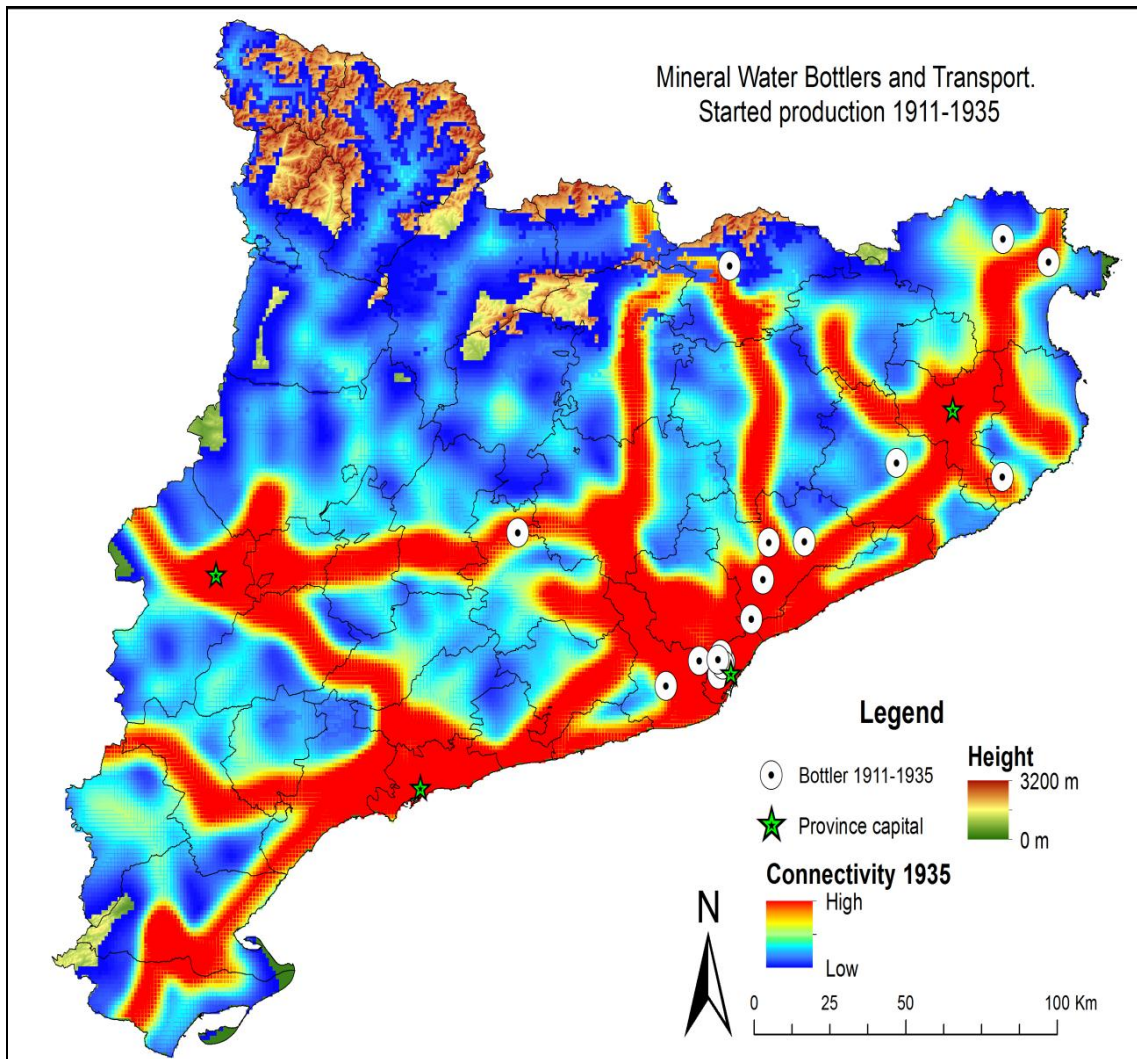 Mineral Water Bottlers and Transport.
Started production 1911-1935
Legend
Bottler 1911-1935
Province capital
Height
3200 m
0 m
Connectivity 1935
High
Low
N
0 25 50 100 Km